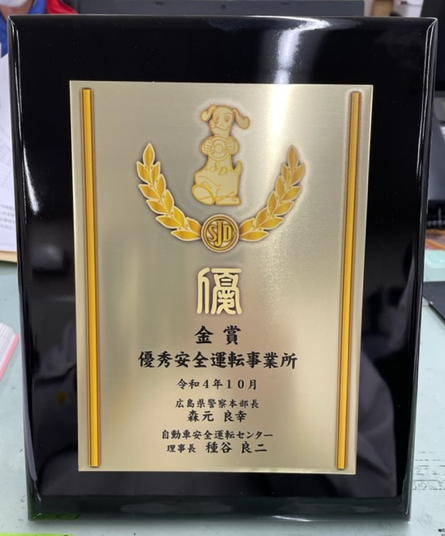 SJD
優
金賞
優秀安全運転事業所
令和4年10月
広島県警察本部長
森元 良幸
自動車安全運転センター
理事長 種谷 良二